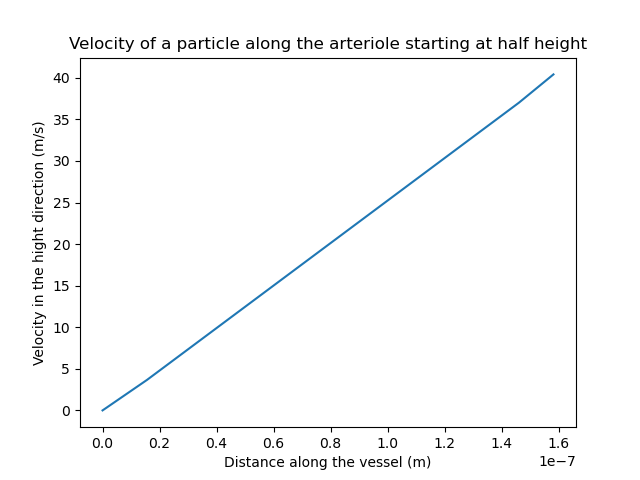 Velocity of a particle along the arteriole starting at half height
Velocity in the hight direction (m/s)
40
35
30
25
20
15
10
5
0
0.0 0.2 0.4 0.6 0.8 1.0 1.2 1.4 1.6
1e−7
Distance along the vessel (m)